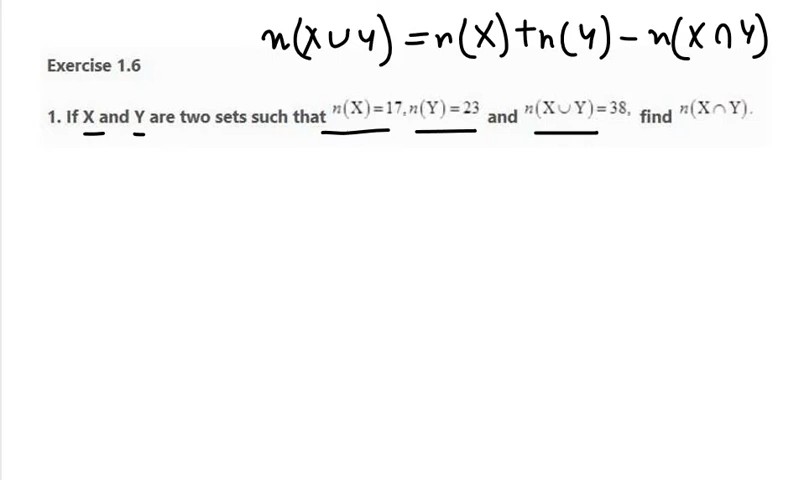 n(X∪Y)=n(X)+n(Y)-n(X∩Y)
Exercise 1.6
1. If X and Y are two sets such that n(X)=17, n(Y)=23 and n(X∪Y)=38, find n(X∩Y).